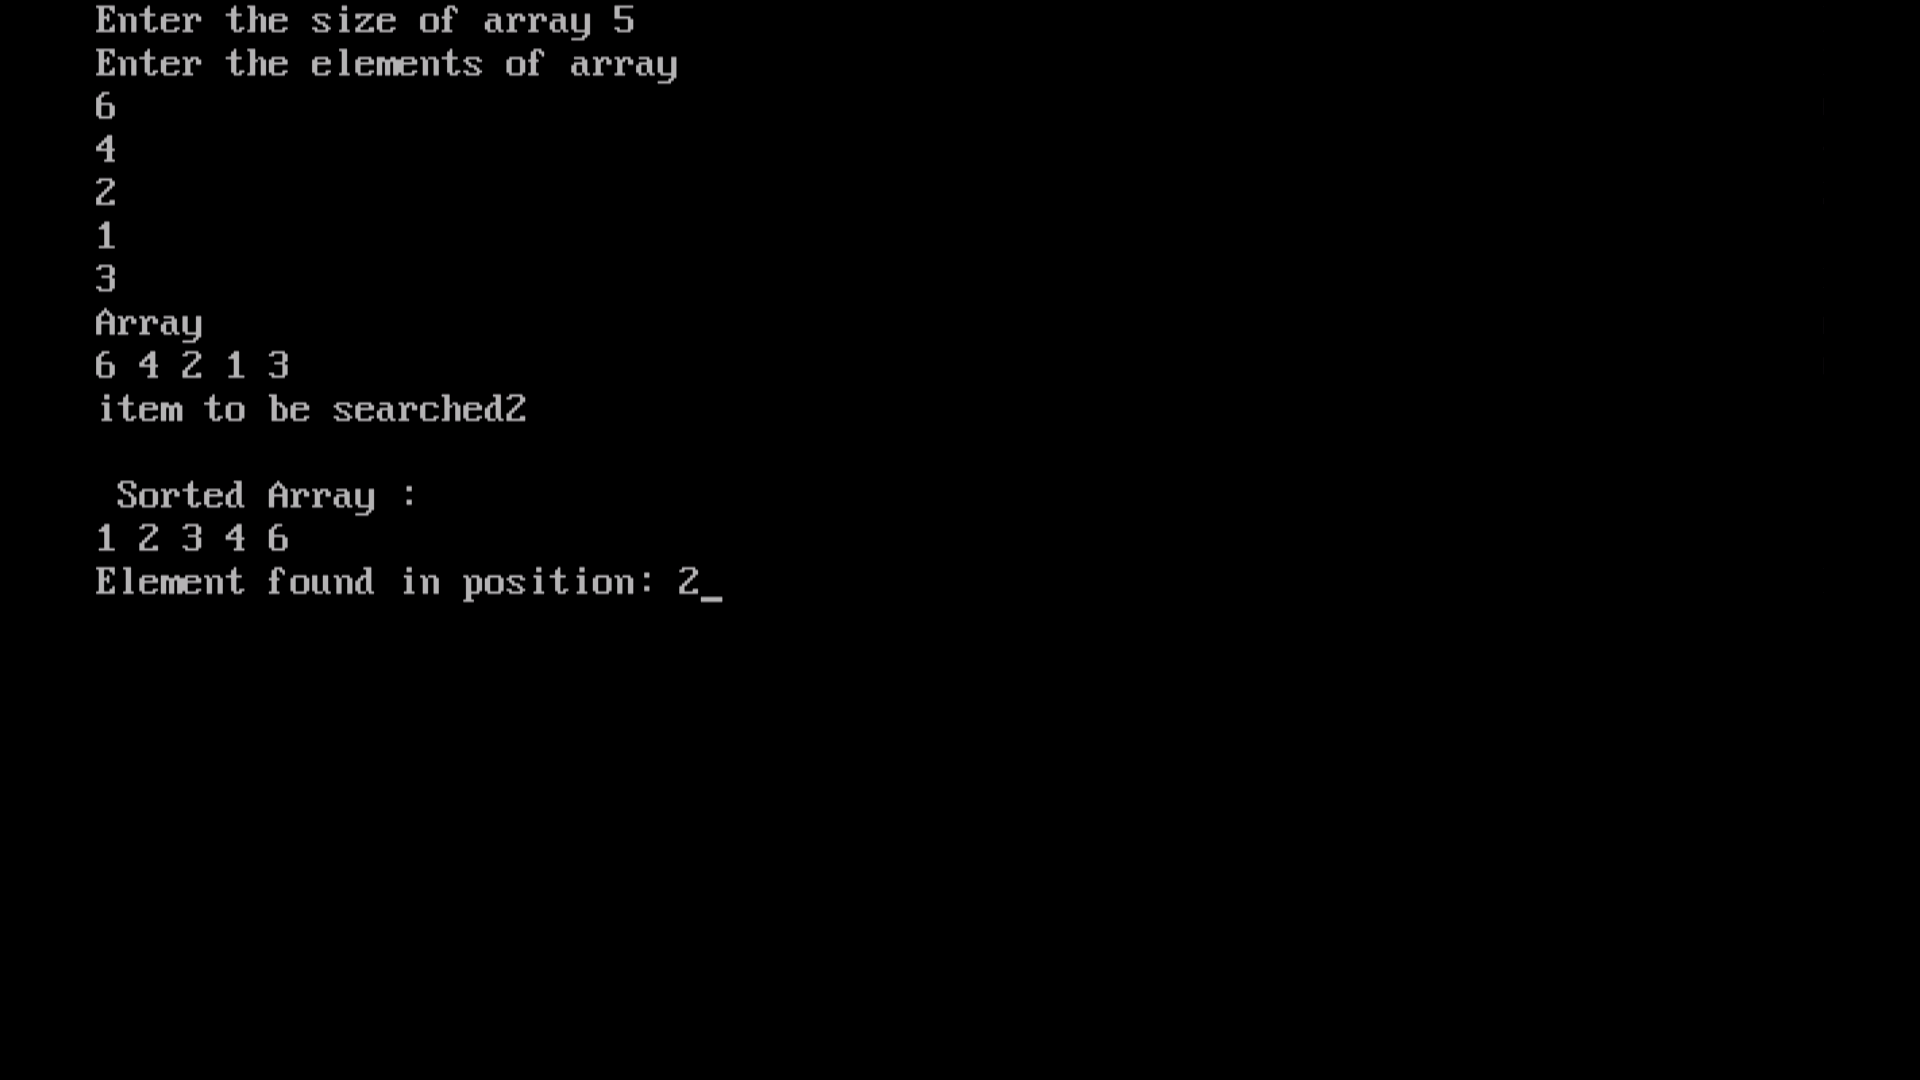 Enter the size of array 5
Enter the elements of array
6
4
2
1
3
Array
6 4 2 1 3
item to be searched2
Sorted Array :
1 2 3 4 6
Element found in position: 2_